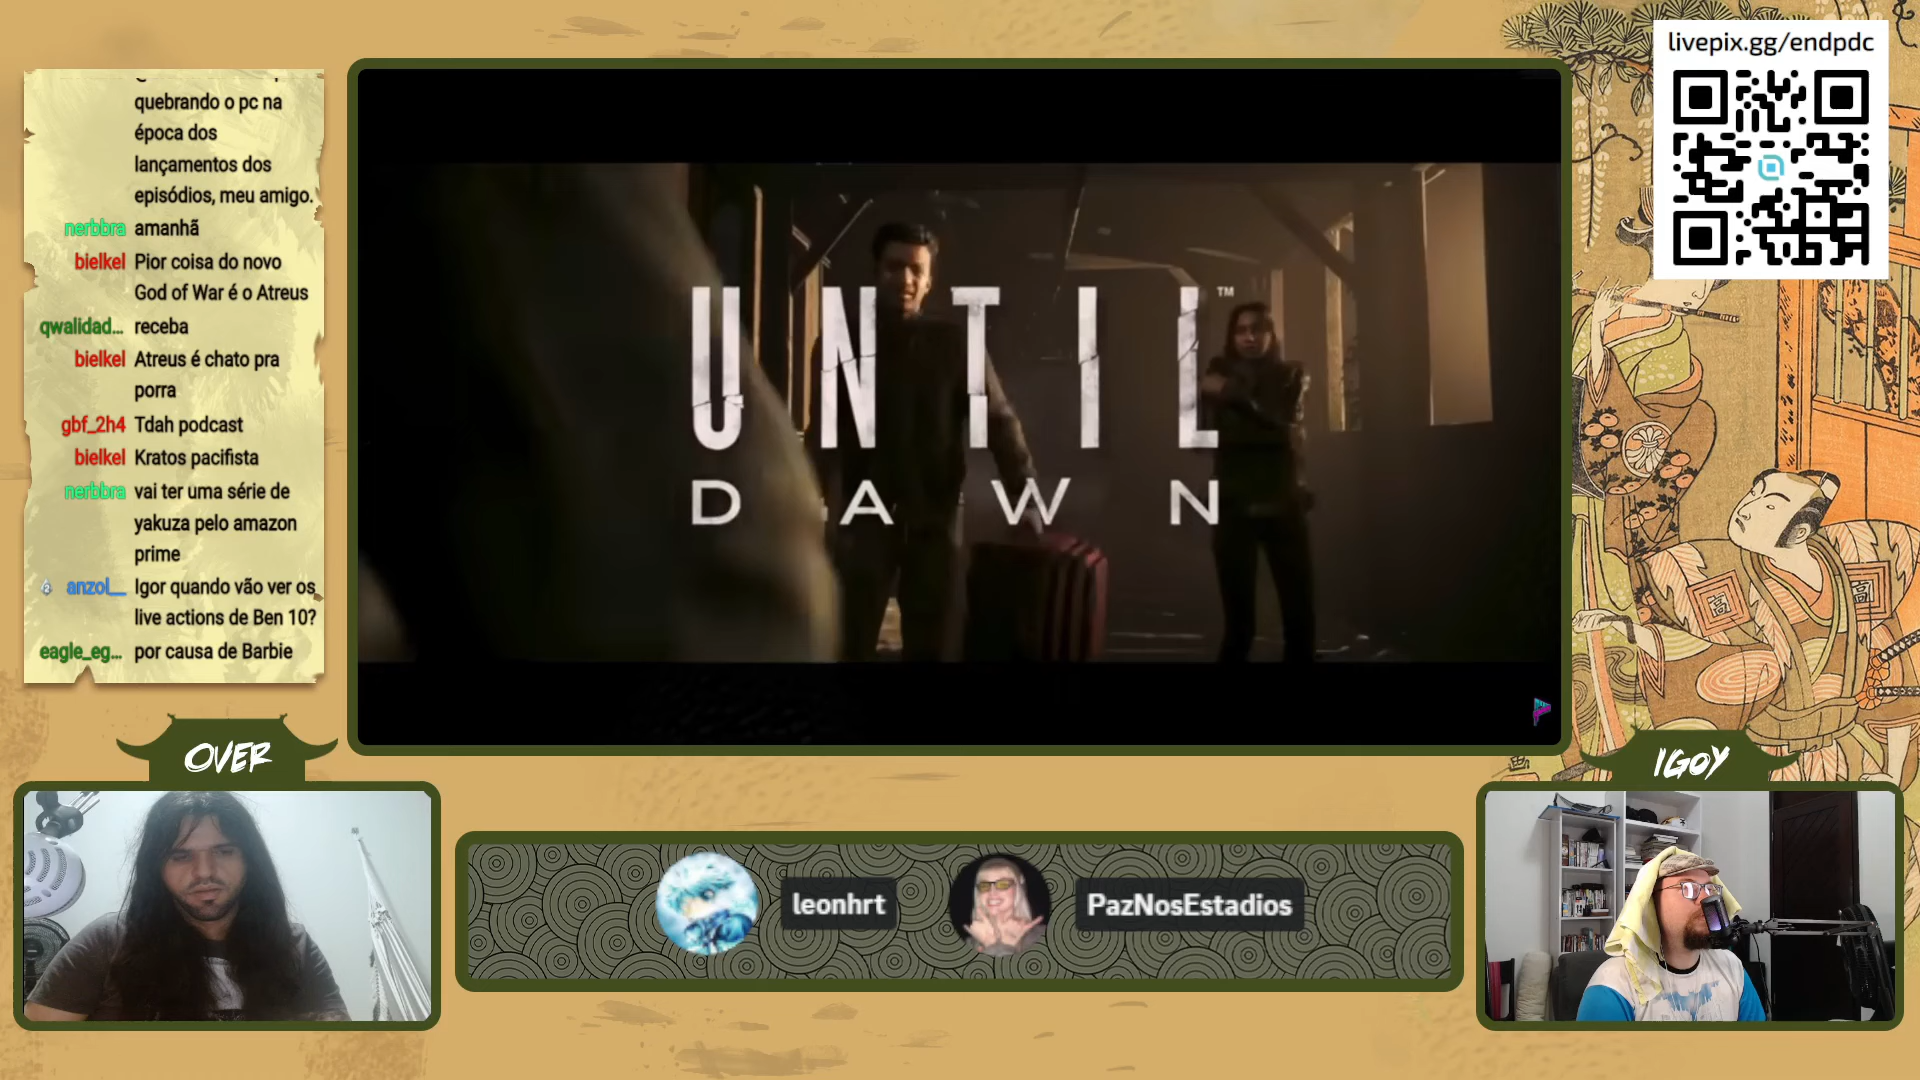 quebrando o pc na
época dos
lançamentos dos
episódios, meu amigo.
nerbbra amanhã
bielkel Pior coisa do novo
God of War é o Atreus
qwalidad... receba
bielkel Atreus é chato pra
porra
gbf_2h4 Tdah podcast
bielkel Kratos pacifista
nerbbra vai ter uma série de
yakuza pelo amazon
prime
anzol__ Igor quando vão ver os
live actions de Ben 10?
eagle_eg... por causa de Barbie
UNTIL™
DAWN
livepix.gg/endpdc
OVER
IGOY
leonhrt
PazNosEstadios